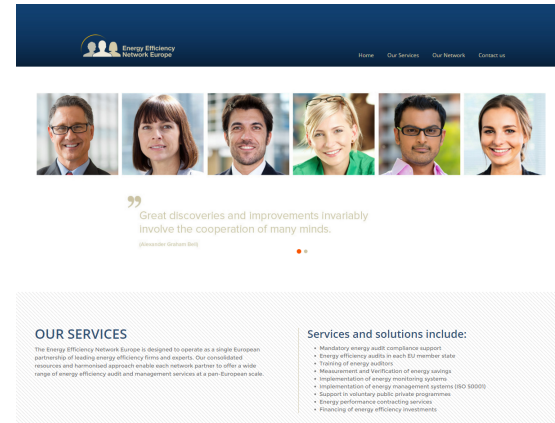 Energy Efficiency
Network Europe
Home Our Services Our Network Contact us
”
Great discoveries and improvements invariably
involve the cooperation of many minds.
(Alexander Graham Bell)
OUR SERVICES
The Energy Efficiency Network Europe is designed to operate as a single European
partnership of leading energy efficiency firms and experts. Our consolidated
resources and harmonised approach enable each network partner to offer a wide
range of energy efficiency audit and management services at a pan-European scale.
Services and solutions include:
• Mandatory energy audit compliance support
• Energy efficiency audits in each EU member state
• Training of energy auditors
• Measurement and Verification of energy savings
• Implementation of energy monitoring systems
• Implementation of energy management systems (ISO 50001)
• Support in voluntary public private programmes
• Energy performance contracting services
• Financing of energy efficiency investments